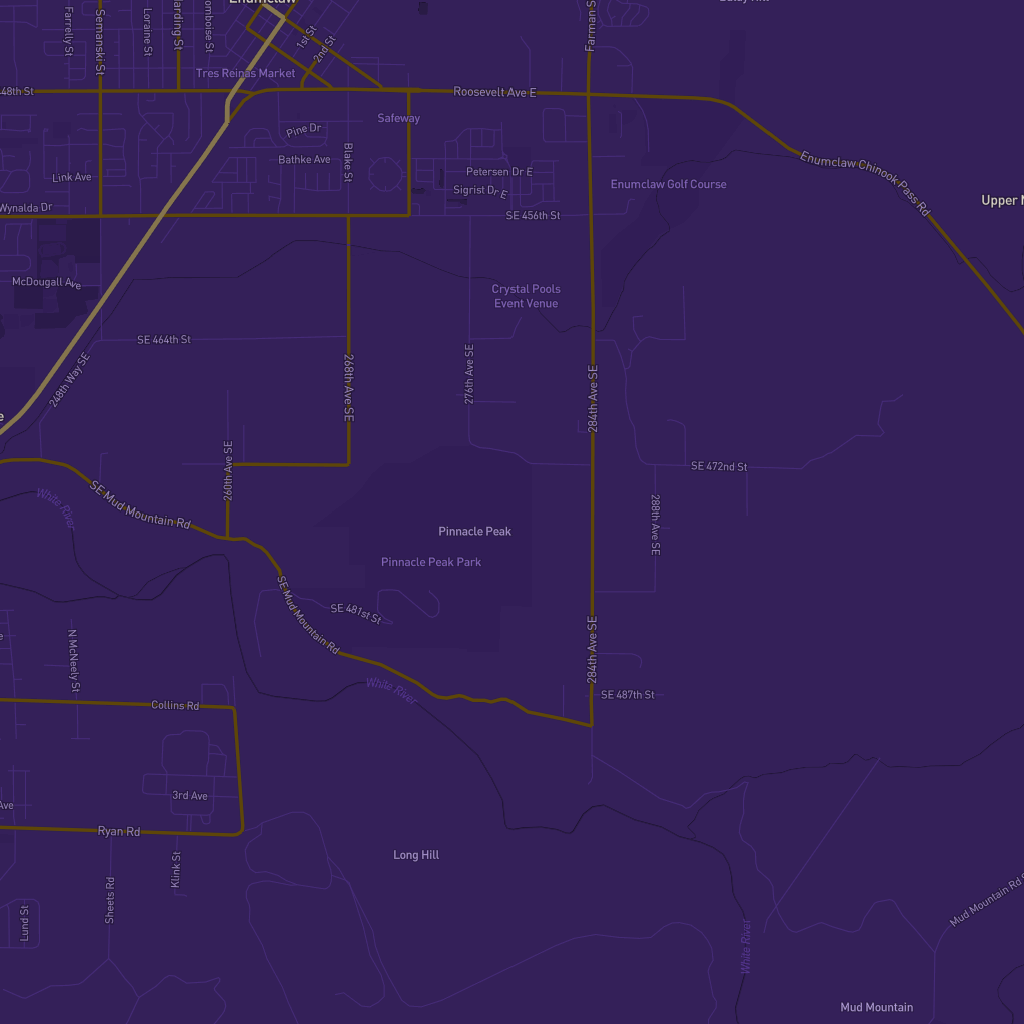 Enumclaw
Farrelly St
Semanski St
Loraine St
Harding St
1st St
2nd St
Farman St
Tres Reinas Market
Roosevelt Ave E
Safeway
Pine Dr
Bathke Ave
Blake St
Link Ave
Petersen Dr E
Sigrist Dr E
Enumclaw Golf Course
Enumclaw Chinook Pass Rd
Upper
Wynalda Dr
SE 456th St
McDougall Ave
Crystal Pools
Event Venue
SE 464th St
248th Way SE
268th Ave SE
276th Ave SE
284th Ave SE
260th Ave SE
SE 472nd St
288th Ave SE
SE Mud Mountain Rd
White River
Pinnacle Peak
Pinnacle Peak Park
SE 481st St
SE Mud Mountain Rd
284th Ave SE
N McNeely St
White River
SE 487th St
Collins Rd
3rd Ave
Ave
Ryan Rd
Klink St
Sheets Rd
Lund St
Long Hill
Mud Mountain Rd
White River
Mud Mountain